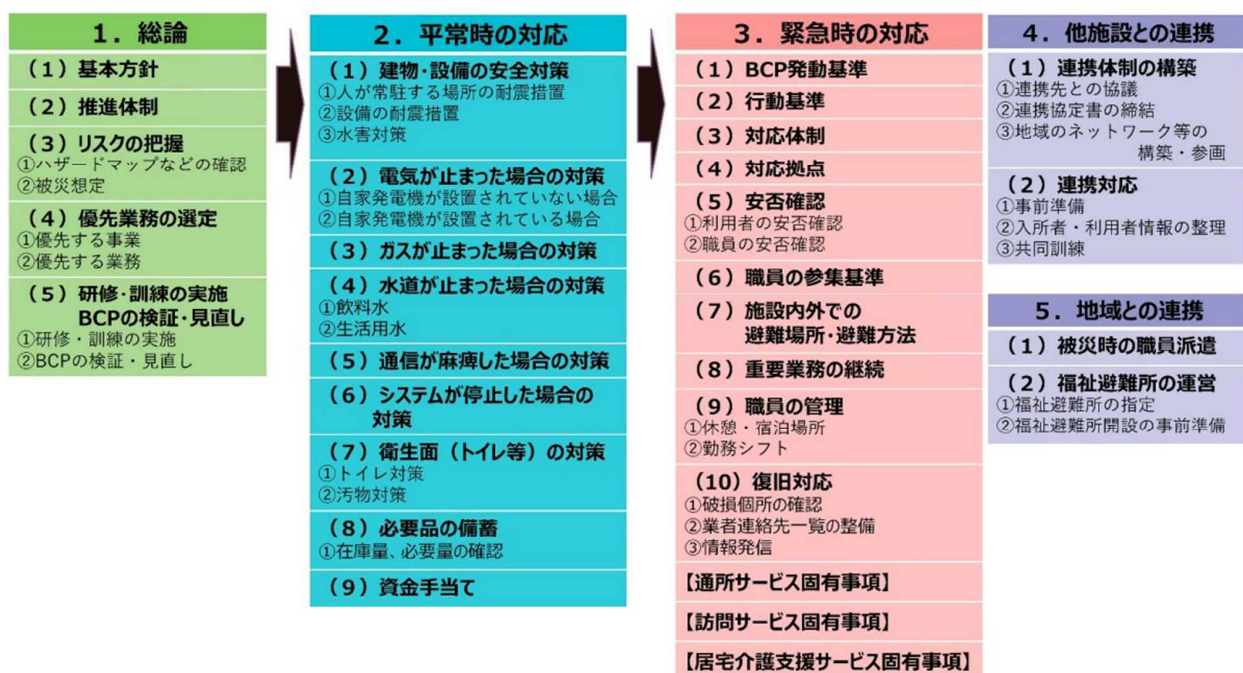 1．総論
（1）基本方針
（2）推進体制
（3）リスクの把握
①ハザードマップなどの確認
②被災想定
（4）優先業務の選定
①優先する事業
②優先する業務
（5）研修・訓練の実施
BCPの検証・見直し
①研修・訓練の実施
②BCPの検証・見直し
2．平常時の対応
（1）建物・設備の安全対策
①人が常駐する場所の耐震措置
②設備の耐震措置
③水害対策
（2）電気が止まった場合の対策
①自家発電機が設置されていない場合
②自家発電機が設置されている場合
（3）ガスが止まった場合の対策
（4）水道が止まった場合の対策
①飲料水
②生活用水
（5）通信が麻痺した場合の対策
（6）システムが停止した場合の
対策
（7）衛生面（トイレ等）の対策
①トイレ対策
②汚物対策
（8）必要品の備蓄
①在庫量、必要量の確認
（9）資金手当て
3．緊急時の対応
（1）BCP発動基準
（2）行動基準
（3）対応体制
（4）対応拠点
（5）安否確認
①利用者の安否確認
②職員の安否確認
（6）職員の参集基準
（7）施設内外での
避難場所・避難方法
（8）重要業務の継続
（9）職員の管理
①休憩・宿泊場所
②勤務シフト
（10）復旧対応
①破損個所の確認
②業者連絡先一覧の整備
③情報発信
【通所サービス固有事項】
【訪問サービス固有事項】
【居宅介護支援サービス固有事項】
4．他施設との連携
（1）連携体制の構築
①連携先との協議
②連携協定書の締結
③地域のネットワーク等の
構築・参画
（2）連携対応
①事前準備
②入所者・利用者情報の整理
③共同訓練
5．地域との連携
（1）被災時の職員派遣
（2）福祉避難所の運営
①福祉避難所の指定
②福祉避難所開設の事前準備